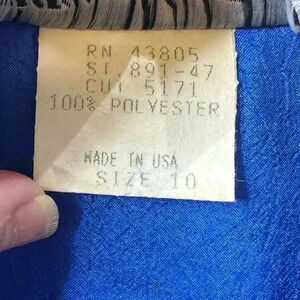 RN 43805
ST.891-47
CUT 5171
100% POLYESTER
MADE IN USA
SIZE 10